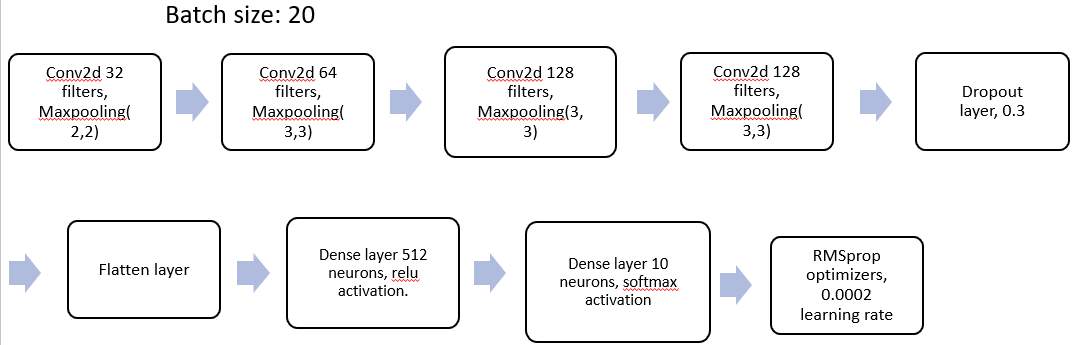 Batch size: 20
Conv2d 32
filters,
Maxpooling(
2,2)
Conv2d 64
filters,
Maxpooling(
3,3)
Conv2d 128
filters,
Maxpooling(3,
3)
Conv2d 128
filters,
Maxpooling(
3,3)
Dropout
layer, 0.3
Flatten layer
Dense layer 512
neurons, relu
activation.
Dense layer 10
neurons, softmax
activation
RMSprop
optimizers,
0.0002
learning rate